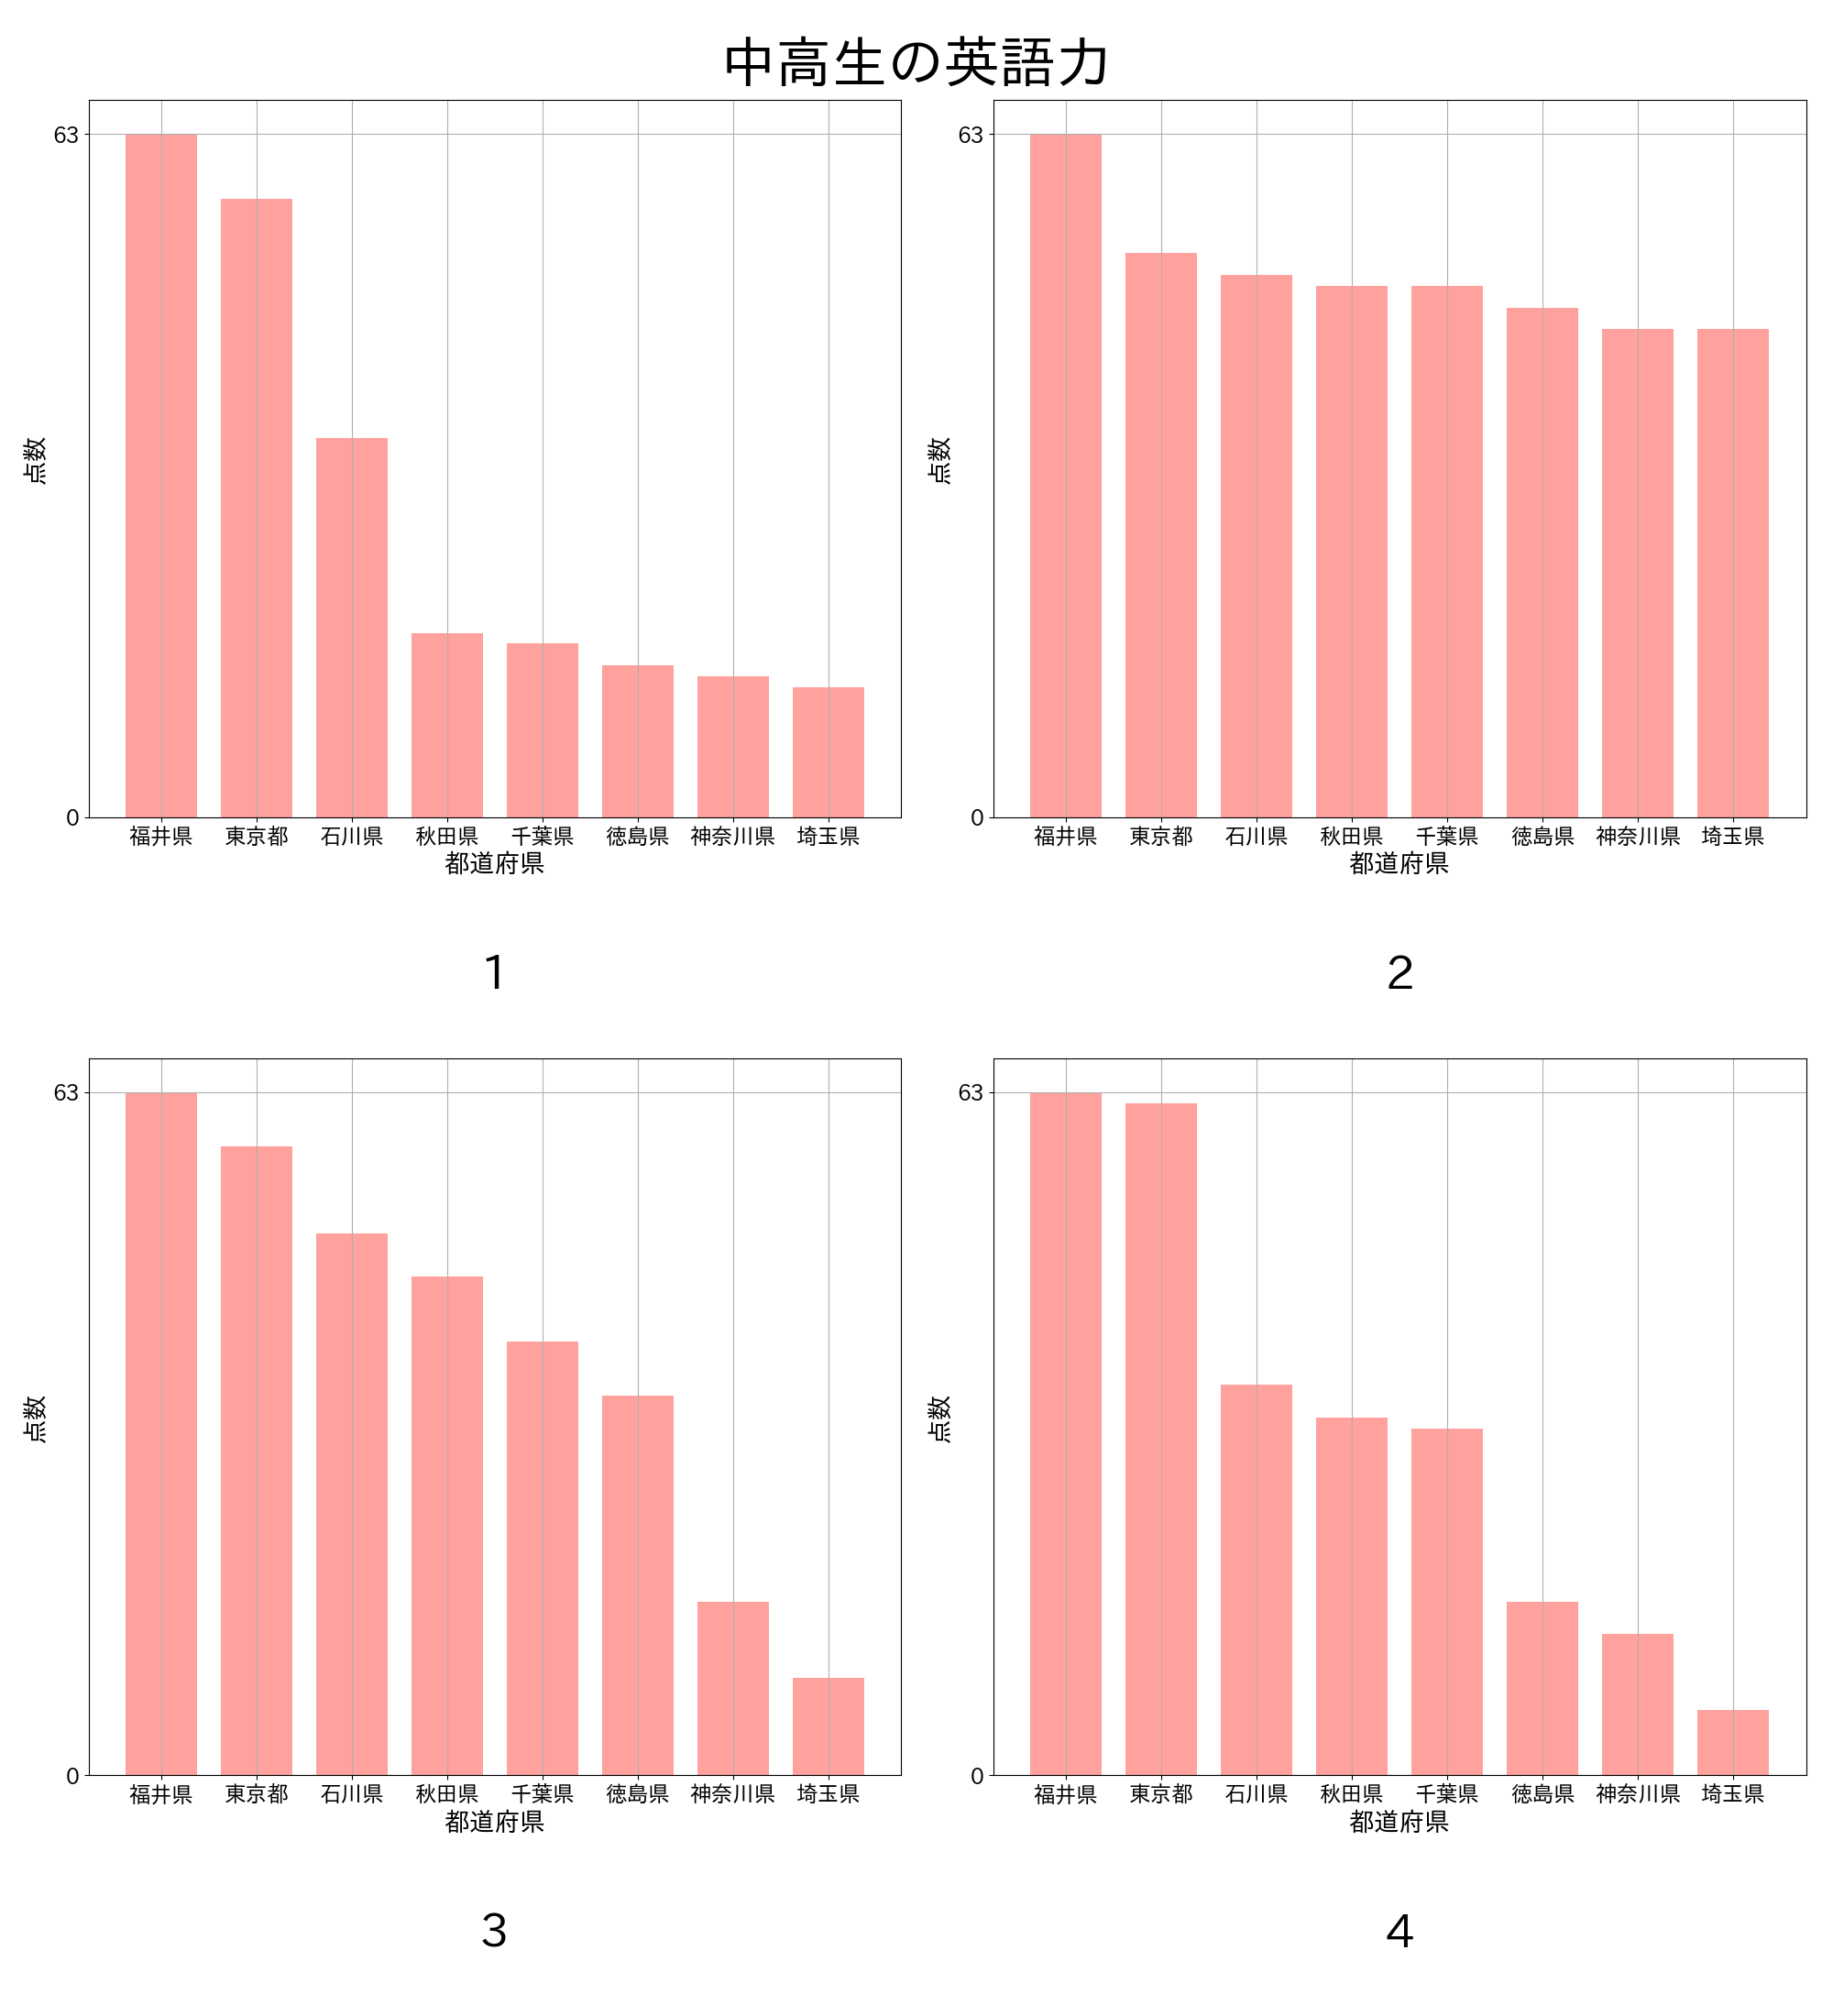 中高生の英語力
63
0
点数
福井県 東京都 石川県 秋田県 千葉県 徳島県 神奈川県 埼玉県
都道府県
1
63
0
点数
福井県 東京都 石川県 秋田県 千葉県 徳島県 神奈川県 埼玉県
都道府県
2
63
0
点数
福井県 東京都 石川県 秋田県 千葉県 徳島県 神奈川県 埼玉県
都道府県
3
63
0
点数
福井県 東京都 石川県 秋田県 千葉県 徳島県 神奈川県 埼玉県
都道府県
4